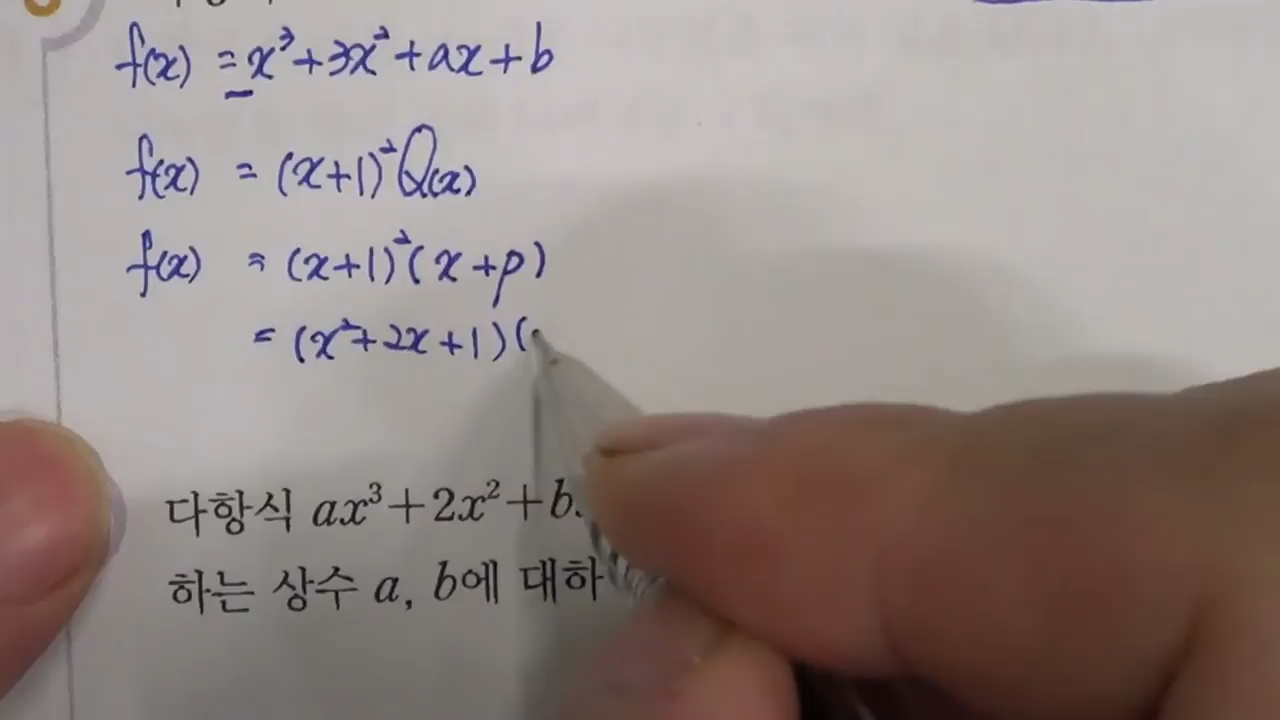 f(x) = x³+3x²+ax+b
f(x) = (x+1)²Q(x)
f(x) = (x+1)²(x+p)
= (x²+2x+1)(
다항식 ax³+2x²+b
하는 상수 a, b에 대하